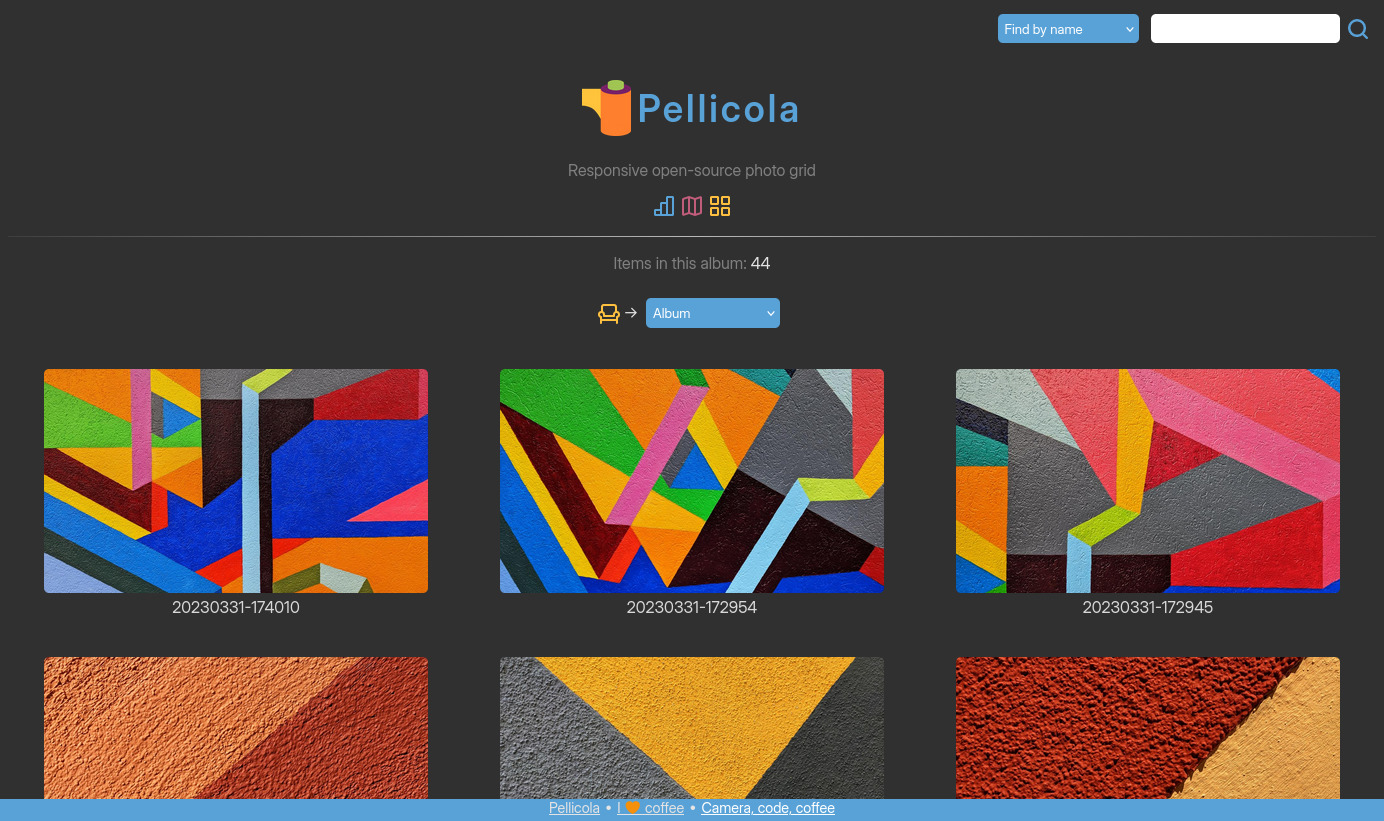 Find by name
Pellicola
Responsive open-source photo grid
Items in this album: 44
→ Album
20230331-174010
20230331-172954
20230331-172945
Pellicola • I 🧡 coffee • Camera, code, coffee